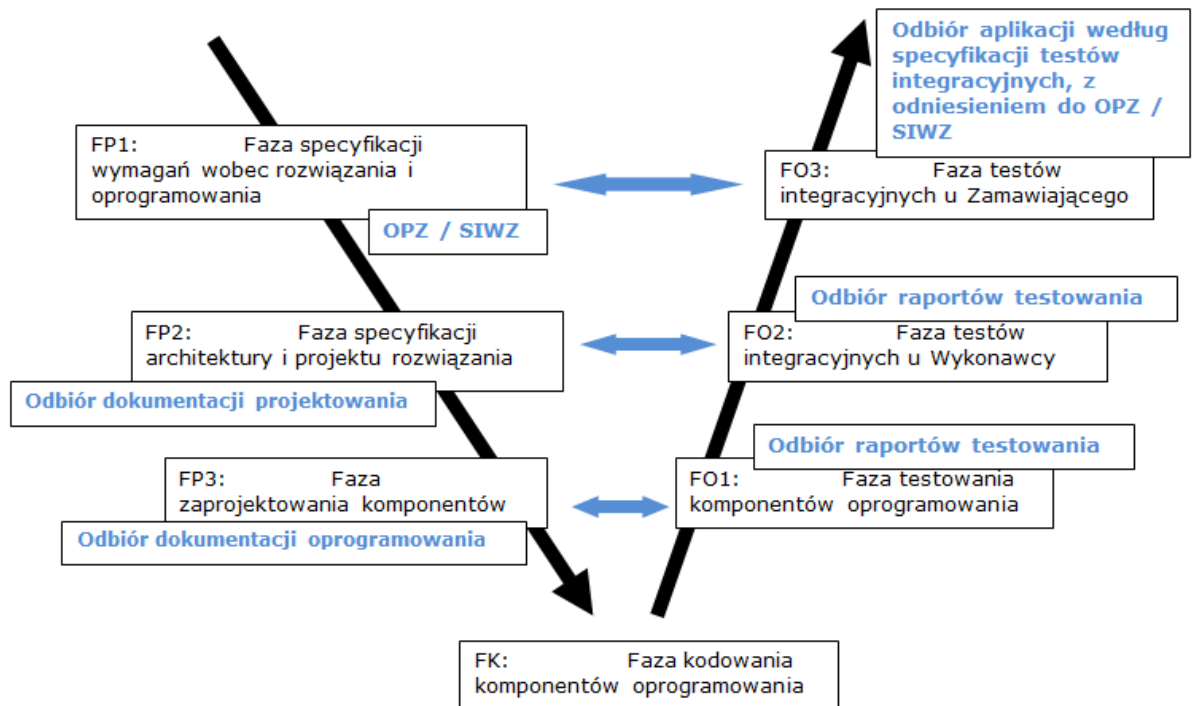 Odbiór aplikacji według
specyfikacji testów
integracyjnych, z
odniesieniem do OPZ /
SIWZ
FP1: Faza specyfikacji
wymagań wobec rozwiązania i
oprogramowania
OPZ / SIWZ
FO3: Faza testów
integracyjnych u Zamawiającego
FP2: Faza specyfikacji
architektury i projektu rozwiązania
Odbiór dokumentacji projektowania
Odbiór raportów testowania
FO2: Faza testów
integracyjnych u Wykonawcy
FP3: Faza
zaprojektowania komponentów
Odbiór dokumentacji oprogramowania
Odbiór raportów testowania
FO1: Faza testowania
komponentów oprogramowania
FK: Faza kodowania
komponentów oprogramowania